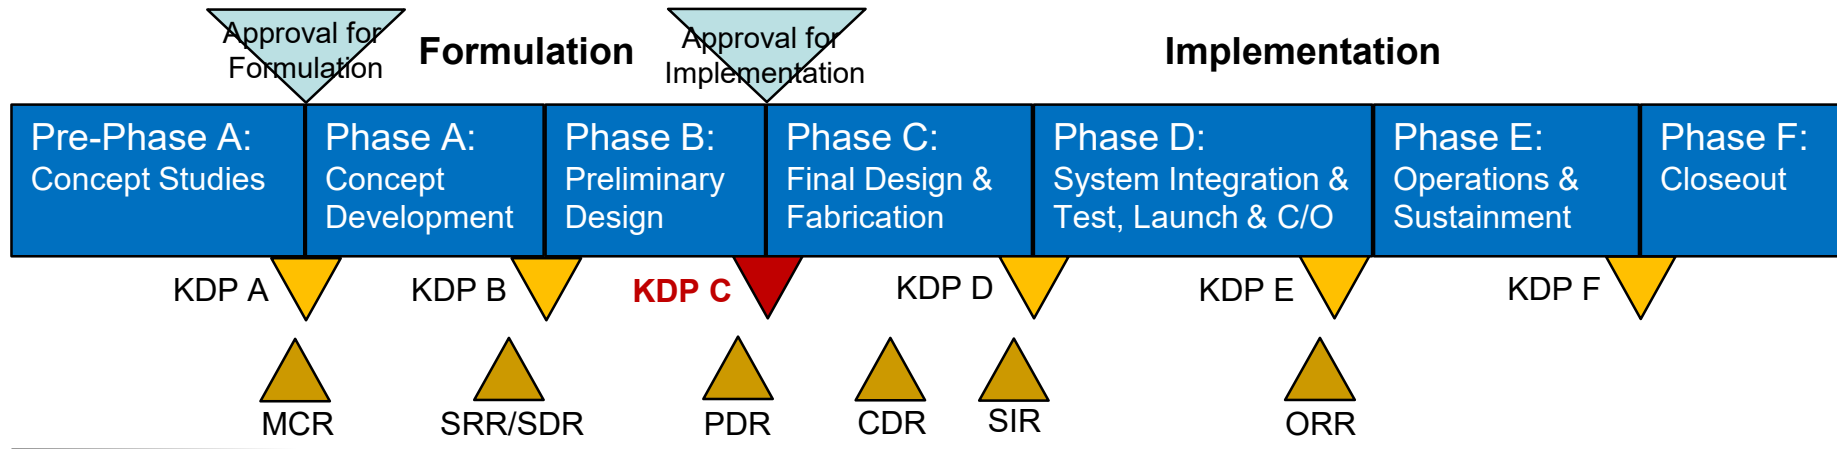 Approval for
Formulation
Formulation
Approval for
Implementation
Implementation
Pre-Phase A:
Concept Studies
Phase A:
Concept
Development
Phase B:
Preliminary
Design
Phase C:
Final Design &
Fabrication
Phase D:
System Integration &
Test, Launch & C/O
Phase E:
Operations &
Sustainment
Phase F:
Closeout
KDP A
KDP B
KDP C
KDP D
KDP E
KDP F
MCR
SRR/SDR
PDR
CDR
SIR
ORR